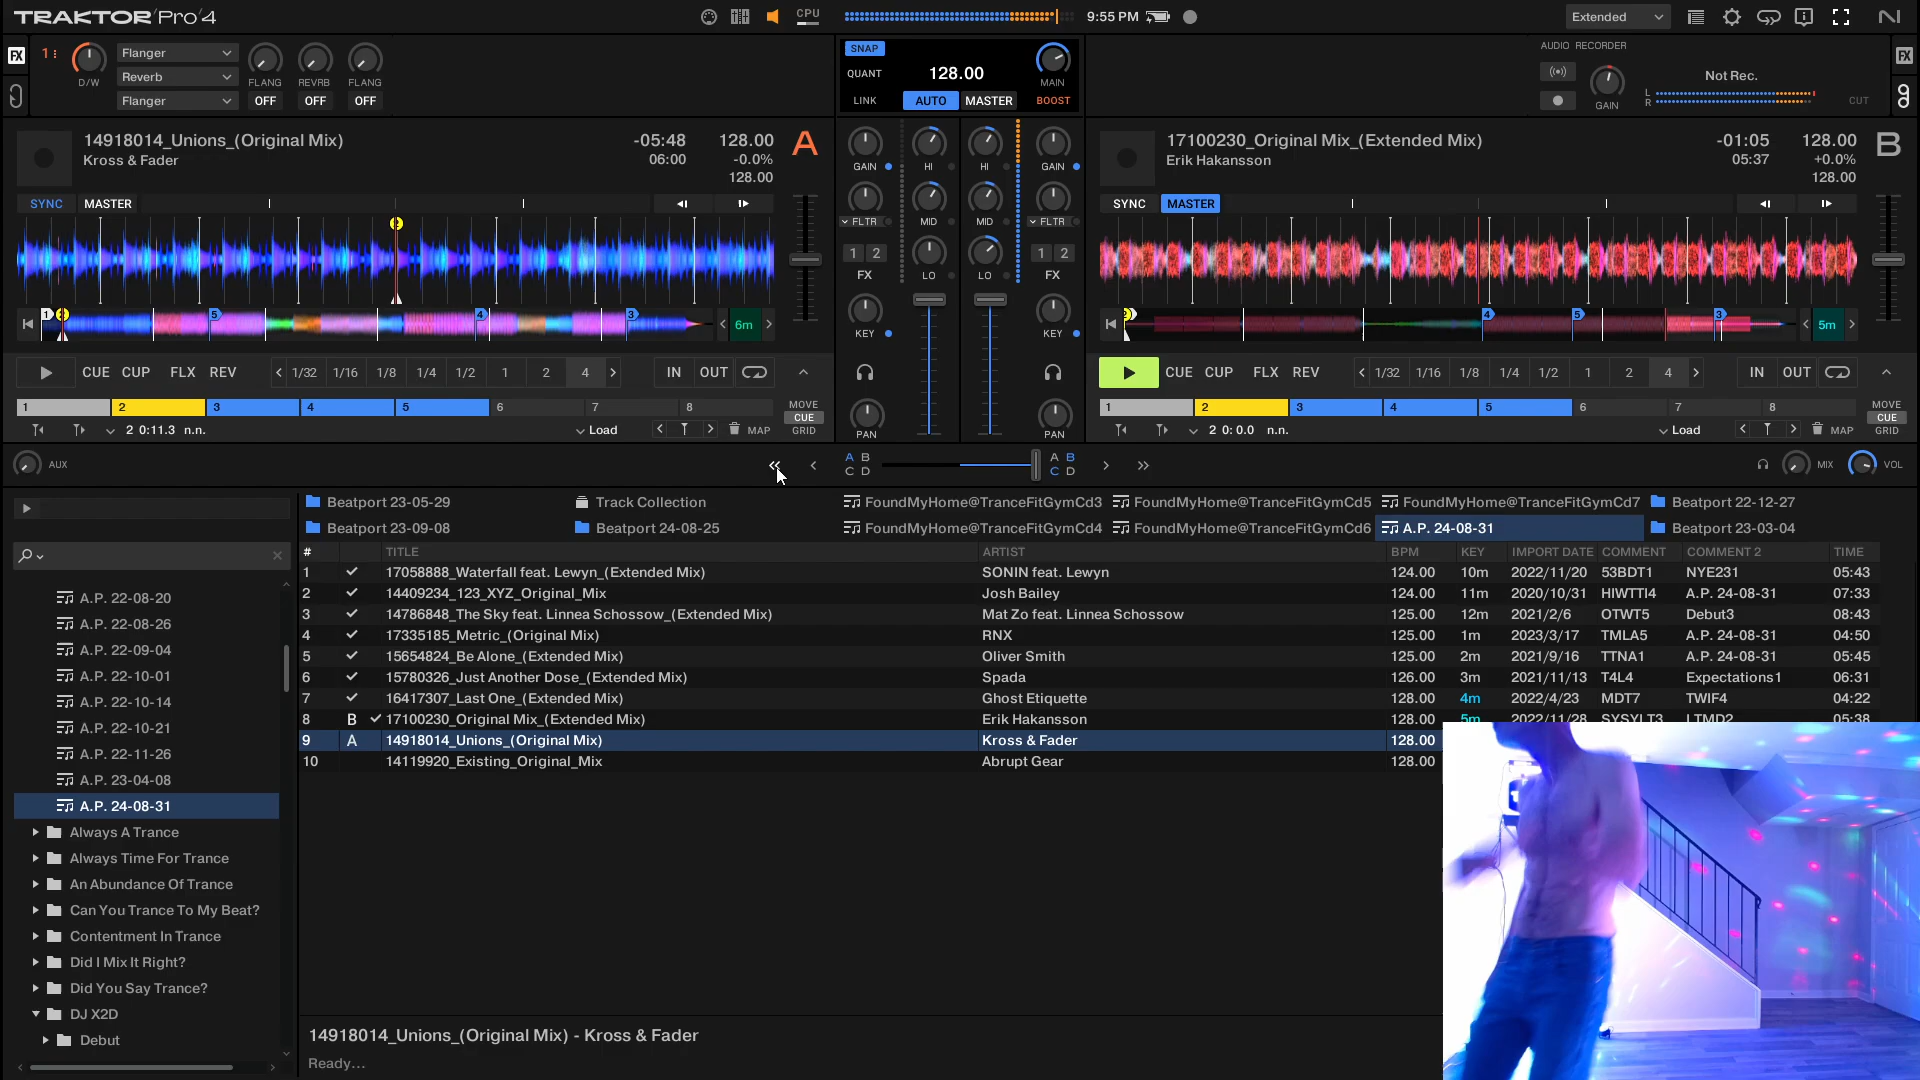 TRAKTOR Pro 4
CPU
9:55 PM
Extended
FX
1
D/W
Flanger
Reverb
Flanger
FLANG
REVRB
FLANG
OFF
OFF
OFF
SNAP
QUANT
LINK
128.00
AUTO
MASTER
MAIN
BOOST
AUDIO RECORDER
GAIN
Not Rec.
L
R
CUT
FX
14918014_Unions_(Original Mix)
Kross & Fader
-05:48
06:00
128.00
-0.0%
128.00
A
SYNC
MASTER
17100230_Original Mix_(Extended Mix)
Erik Hakansson
-01:05
05:37
128.00
+0.0%
128.00
B
SYNC
MASTER
GAIN
HI
HI
GAIN
FLTR
MID
MID
FLTR
1 2
FX
LO
LO
1 2
FX
KEY
KEY
PAN
PAN
1 2 5 4 3
6m
4 5 3
5m
CUE CUP FLX REV
1/32 1/16 1/8 1/4 1/2 1 2 4
IN OUT
CUE CUP FLX REV
1/32 1/16 1/8 1/4 1/2 1 2 4
IN OUT
1 2 3 4 5 6 7 8
MOVE
CUE
GRID
1 2 3 4 5 6 7 8
MOVE
CUE
GRID
2 0:11.3 n.n.
Load
MAP
2 0: 0.0 n.n.
Load
MAP
AUX
A B
C D
A B
C D
MIX
VOL
Beatport 23-05-29
Track Collection
FoundMyHome@TranceFitGymCd3
FoundMyHome@TranceFitGymCd5
FoundMyHome@TranceFitGymCd7
Beatport 22-12-27
Beatport 23-09-08
Beatport 24-08-25
FoundMyHome@TranceFitGymCd4
FoundMyHome@TranceFitGymCd6
A.P. 24-08-31
Beatport 23-03-04
# TITLE ARTIST BPM KEY IMPORT DATE COMMENT COMMENT 2 TIME
1 17058888_Waterfall feat. Lewyn_(Extended Mix) SONIN feat. Lewyn 124.00 10m 2022/11/20 53BDT1 NYE231 05:43
2 14409234_123_XYZ_Original_Mix Josh Bailey 124.00 11m 2020/10/31 HIWTTI4 A.P. 24-08-31 07:33
3 14786848_The Sky feat. Linnea Schossow_(Extended Mix) Mat Zo feat. Linnea Schossow 125.00 12m 2021/2/6 OTWT5 Debut3 08:43
4 17335185_Metric_(Original Mix) RNX 125.00 1m 2023/3/17 TMLA5 A.P. 24-08-31 04:50
5 15654824_Be Alone_(Extended Mix) Oliver Smith 125.00 2m 2021/9/16 TTNA1 A.P. 24-08-31 05:45
6 15780326_Just Another Dose_(Extended Mix) Spada 126.00 3m 2021/11/13 T4L4 Expectations1 06:31
7 16417307_Last One_(Extended Mix) Ghost Etiquette 128.00 4m 2022/4/23 MDT7 TWIF4 04:22
8 B 17100230_Original Mix_(Extended Mix) Erik Hakansson 128.00 5m 2022/11/28 SYSYLT3 LTMD2 05:38
9 A 14918014_Unions_(Original Mix) Kross & Fader 128.00
10 14119920_Existing_Original_Mix Abrupt Gear 128.00
A.P. 22-08-20
A.P. 22-08-26
A.P. 22-09-04
A.P. 22-10-01
A.P. 22-10-14
A.P. 22-10-21
A.P. 22-11-26
A.P. 23-04-08
A.P. 24-08-31
Always A Trance
Always Time For Trance
An Abundance Of Trance
Can You Trance To My Beat?
Contentment In Trance
Did I Mix It Right?
Did You Say Trance?
DJ X2D
Debut
14918014_Unions_(Original Mix) - Kross & Fader
Ready...